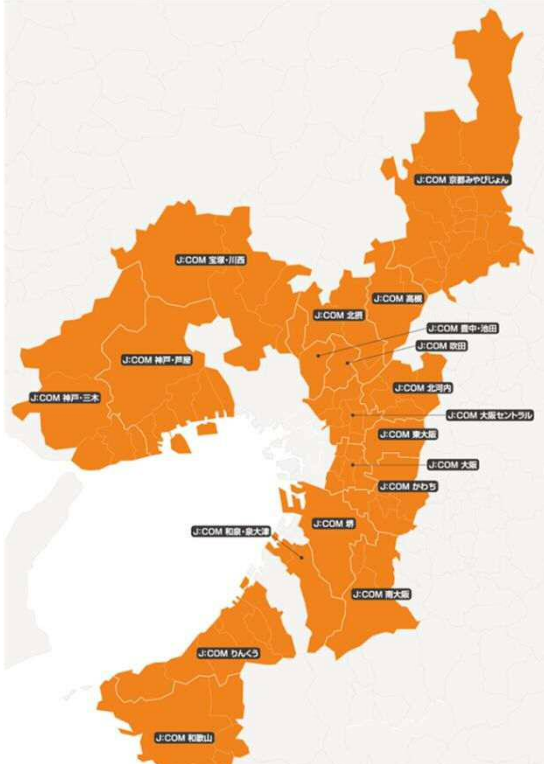 J:COM 京都みやびじょん
J:COM 宝塚・川西
J:COM 高槻
J:COM 北摂
J:COM 豊中・池田
J:COM 吹田
J:COM 神戸・芦屋
J:COM 北河内
J:COM 神戸・三木
J:COM 大阪セントラル
J:COM 東大阪
J:COM 大阪
J:COM かわち
J:COM 堺
J:COM 和泉・泉大津
J:COM 南大阪
J:COM りんくう
J:COM 和歌山